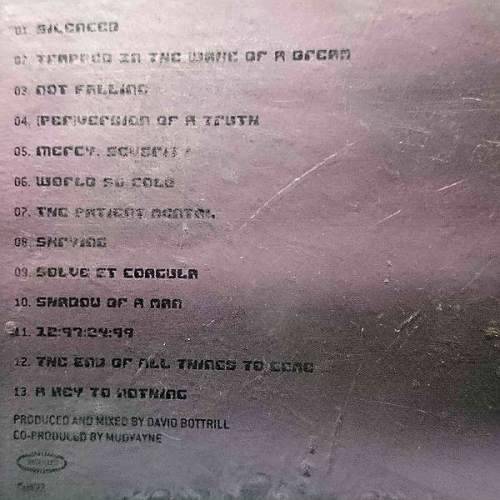 01. SILENCED
02. TRAPPED IN THE WAKE OF A DREAM
03. NOT FALLING
04. (PER)VERSION OF A TRUTH
05. MERCY, SEVERITY
06. WORLD SO COLD
07. THE PATIENT MENTAL
08. SKRYING
09. SOLVE ET COAGULA
10. SHADOW OF A MAN
11. 12:97:24:99
12. THE END OF ALL THINGS TO COME
13. A KEY TO NOTHING
PRODUCED AND MIXED BY DAVID BOTTRILL
CO-PRODUCED BY MUDVAYNE